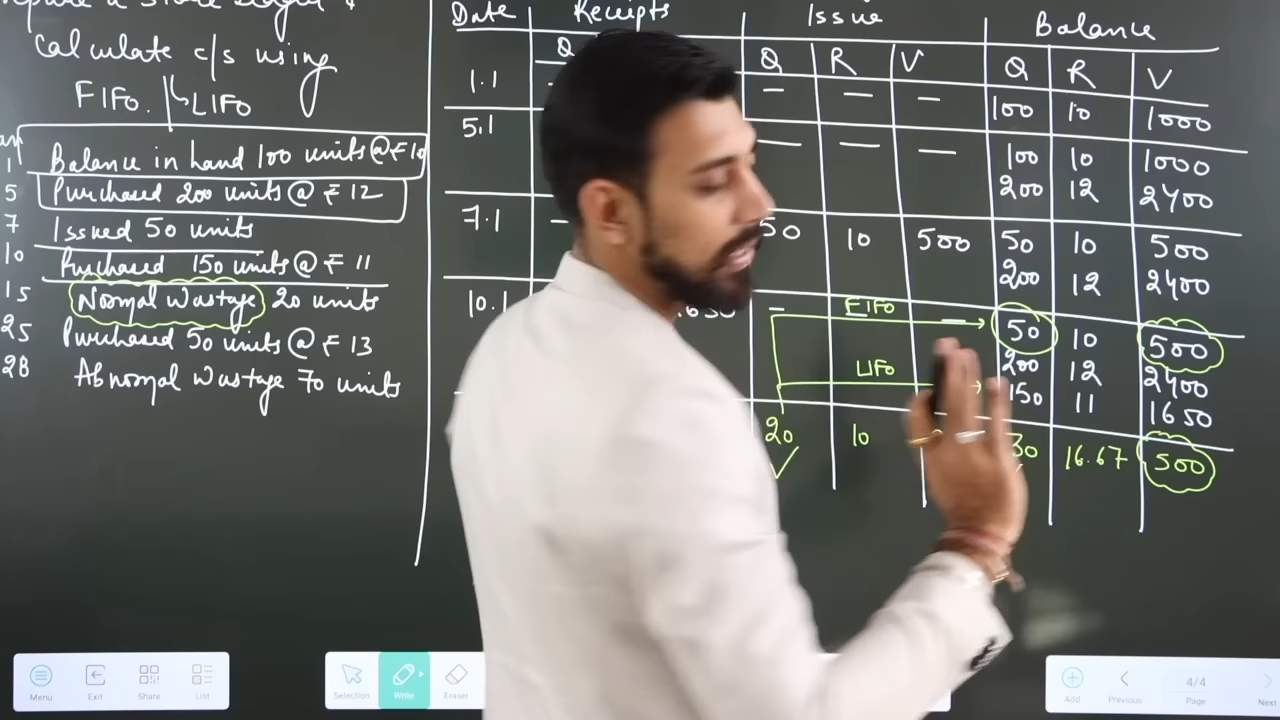 Calculate c/s using
FIFO. LIFO
1 Balance in hand 100 units @ ₹ 10
5 Purchased 200 units @ ₹ 12
7 Issued 50 units
10 Purchased 150 units @ ₹ 11
15 Normal Wastage 20 units
25 Purchased 50 units @ ₹ 13
28 Abnormal Wastage 70 units
Date Receipts Issue Balance
Q Q R V Q R V
1.1 — — — 100 10 1000
5.1 — — — 100 10 1000
200 12 2400
7.1 — 50 10 500 50 10 500
200 12 2400
10.1 - FIFO — 50 10 500
LIFO 200 12 2400
150 11 1650
20 10 30 16.67 500
Menu Exit Share List
Selection Write Eraser
Add Previous 4/4 Page Next